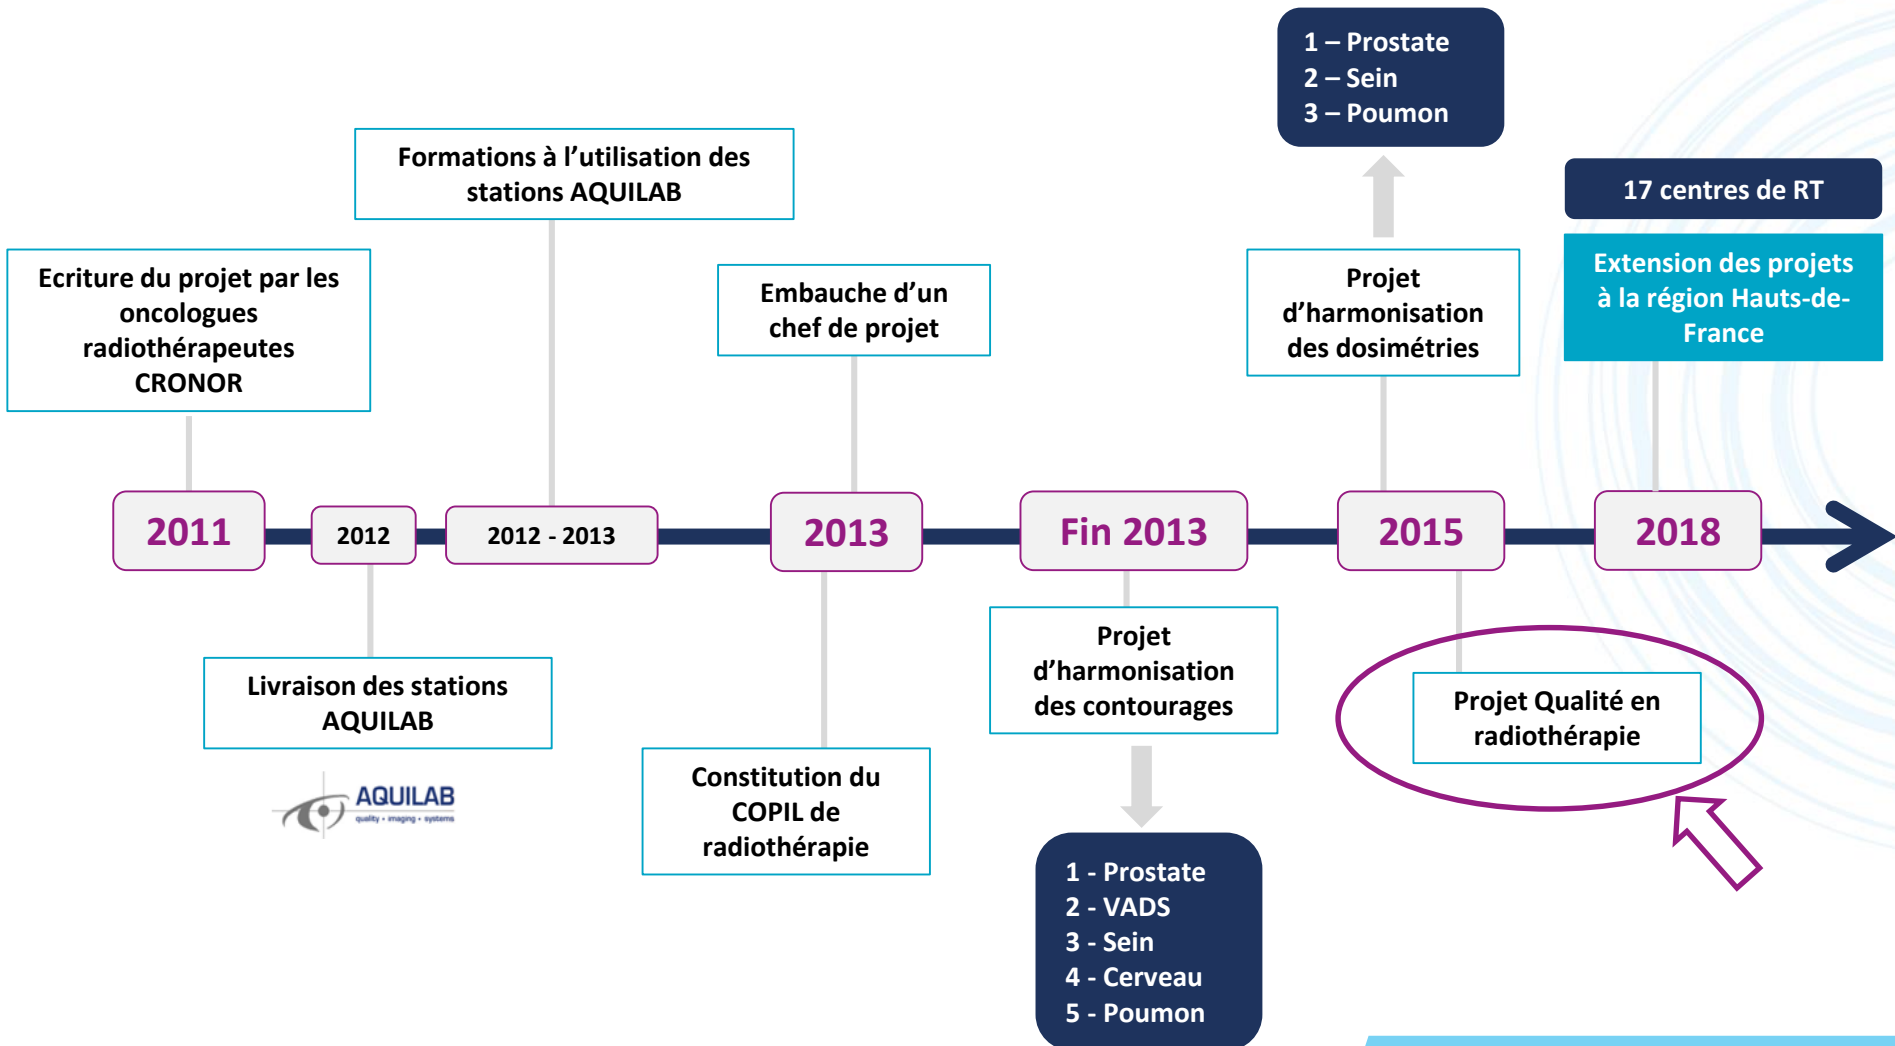 1 – Prostate
2 – Sein
3 – Poumon
Formations à l’utilisation des
stations AQUILAB
17 centres de RT
Ecriture du projet par les
oncologues
radiothérapeutes
CRONOR
Embauche d’un
chef de projet
Projet
d’harmonisation
des dosimétries
Extension des projets
à la région Hauts-de-
France
2011
2012
2012 - 2013
2013
Fin 2013
2015
2018
Livraison des stations
AQUILAB
AQUILAB
quality • imaging • systems
Constitution du
COPIL de
radiothérapie
Projet
d’harmonisation
des contourages
Projet Qualité en
radiothérapie
1 - Prostate
2 - VADS
3 - Sein
4 - Cerveau
5 - Poumon